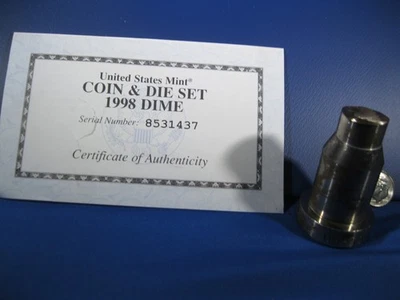 United States Mint®
COIN & DIE SET
1998 DIME
Serial Number: 8531437
Certificate of Authenticity